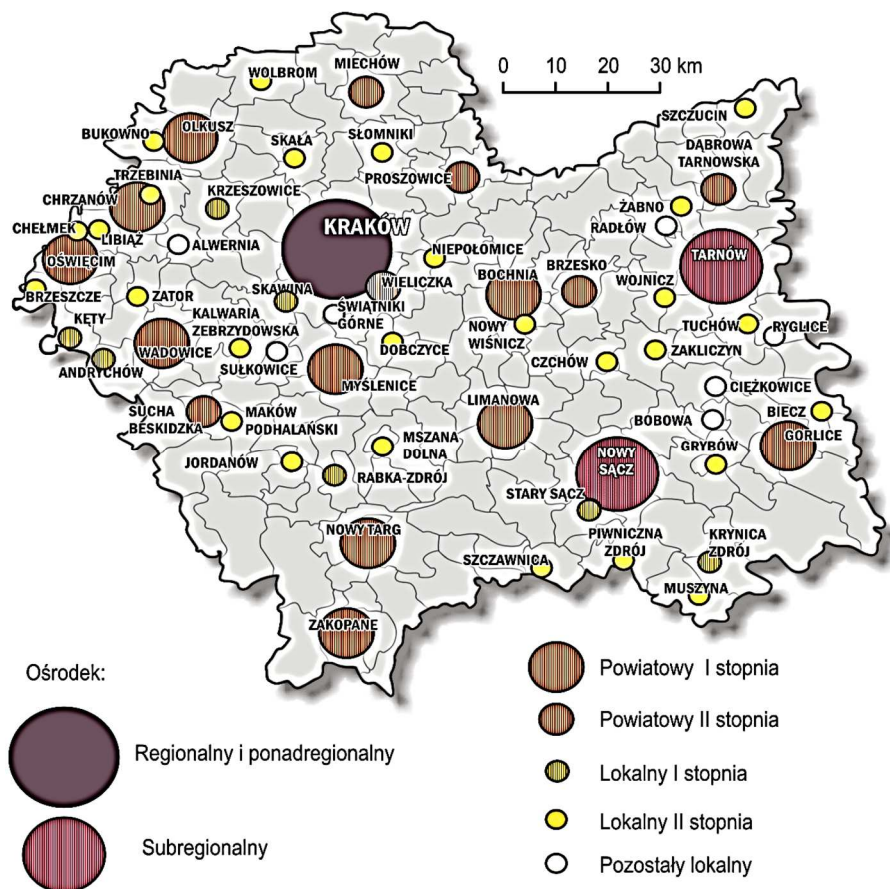 WOLBROM
MIECHÓW
0 10 20 30 km
SZCZUCIN
BUKOWNO
OLKUSZ
SKAŁA
SŁOMNIKI
DĄBROWA
TARNOWSKA
PROSZOWICE
TRZEBINIA
CHRZANÓW
KRZESZOWICE
ŻABNO
RADŁÓW
CHEŁMEK
LIBIĄŻ
ALWERNIA
KRAKÓW
NIEPOŁOMICE
TARNÓW
OŚWIĘCIM
BRZESZCZE
ZATOR
SKAWINA
WIELICZKA
BOCHNIA
BRZESKO
WOJNICZ
KĘTY
KALWARIA
ZEBRZYDOWSKA
ŚWIĄTNIKI
GÓRNE
NOWY
WIŚNICZ
TUCHÓW
RYGLICE
ANDRYCHÓW
WADOWICE
SUŁKOWICE
DOBCZYCE
CZCHÓW
ZAKLICZYN
MYŚLENICE
CIĘŻKOWICE
SUCHA
BESKIDZKA
MAKÓW
PODHALAŃSKI
LIMANOWA
BOBOWA
BIECZ
GORLICE
JORDANÓW
MSZANA
DOLNA
RABKA-ZDRÓJ
NOWY
SĄCZ
GRYBÓW
STARY SĄCZ
NOWY TARG
SZCZAWNICA
PIWNICZNA
ZDRÓJ
KRYNICA
ZDRÓJ
MUSZYNA
ZAKOPANE
Ośrodek:
Regionalny i ponadregionalny
Subregionalny
Powiatowy I stopnia
Powiatowy II stopnia
Lokalny I stopnia
Lokalny II stopnia
Pozostały lokalny